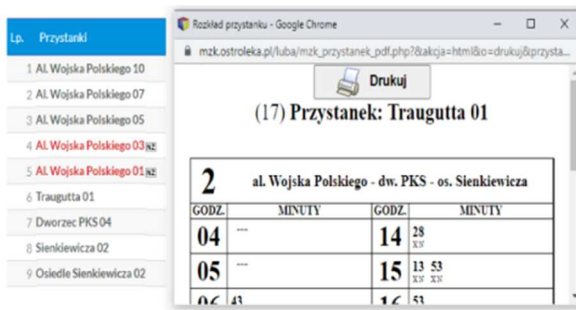 Lp. Przystanki
1 Al. Wojska Polskiego 10
2 Al. Wojska Polskiego 07
3 Al. Wojska Polskiego 05
4 Al. Wojska Polskiego 03 NŻ
5 Al. Wojska Polskiego 01 NŻ
6 Traugutta 01
7 Dworzec PKS 04
8 Sienkiewicza 02
9 Osiedle Sienkiewicza 02
Rozkład przystanku - Google Chrome
mzk.ostroleka.pl/luba/mzk_przystanek_pdf.php?&akcja=html&o=drukuj&przysta...
Drukuj
(17) Przystanek: Traugutta 01
2 al. Wojska Polskiego - dw. PKS - os. Sienkiewicza
GODZ. MINUTY GODZ. MINUTY
04 --- 14 28
XN
05 --- 15 13 53
XN XN
06 43 16 53